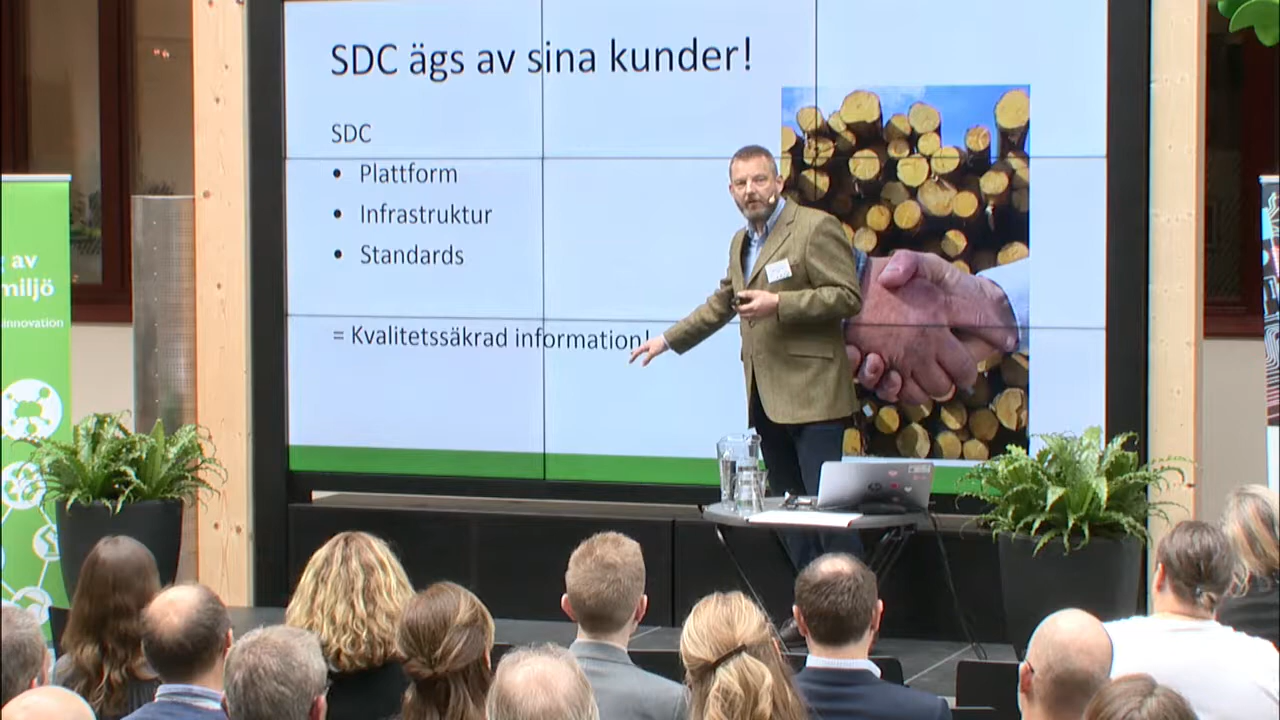 SDC ägs av sina kunder!
SDC
• Plattform
• Infrastruktur
• Standards
= Kvalitetssäkrad information!
av
miljö
innovation